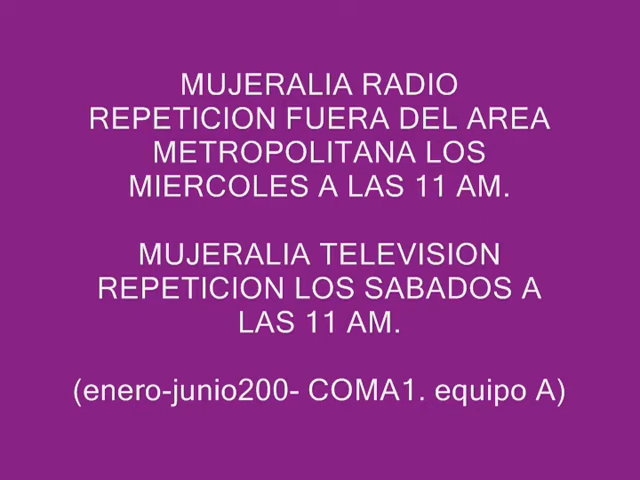 MUJERALIA RADIO
REPETICION FUERA DEL AREA
METROPOLITANA LOS
MIERCOLES A LAS 11 AM.
MUJERALIA TELEVISION
REPETICION LOS SABADOS A
LAS 11 AM.
(enero-junio200- COMA1. equipo A)